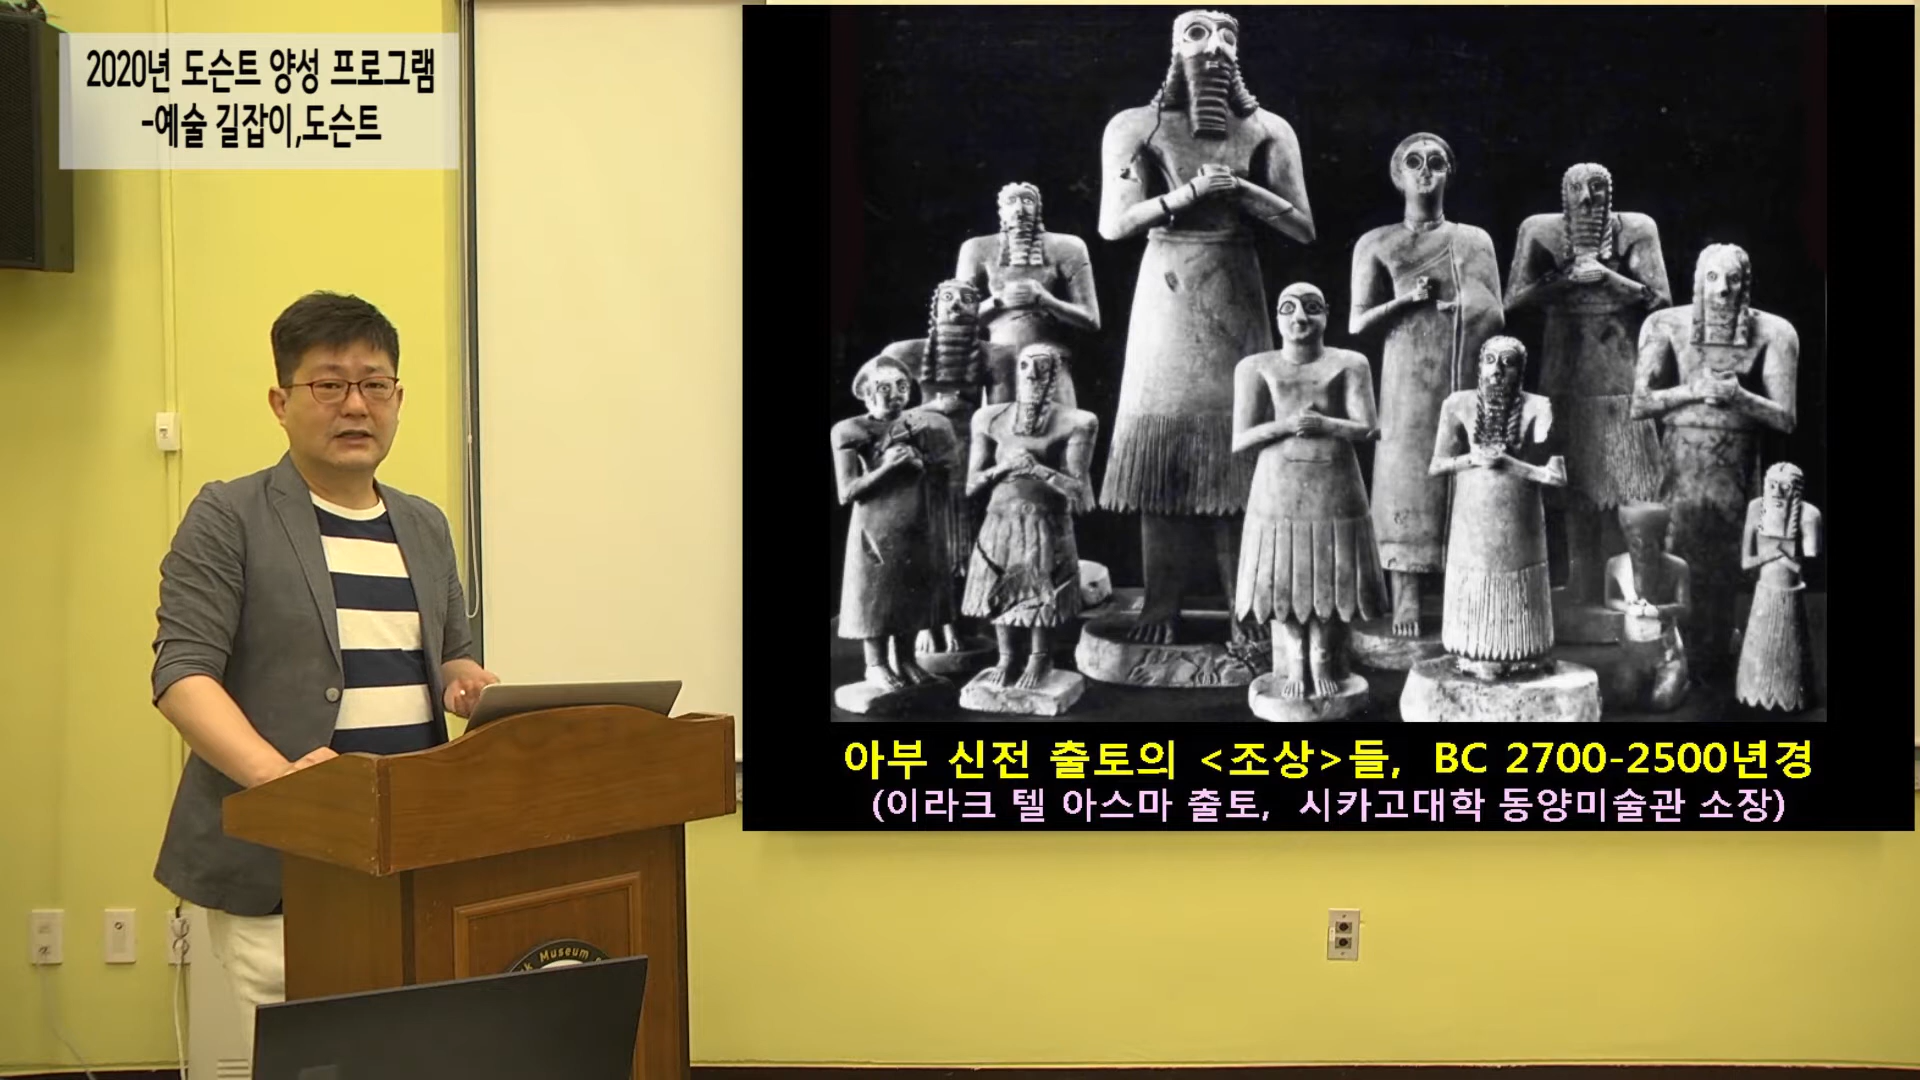 2020년 도슨트 양성 프로그램
-예술 길잡이,도슨트
아부 신전 출토의 <조상>들, BC 2700-2500년경
(이라크 텔 아스마 출토, 시카고대학 동양미술관 소장)
Museum